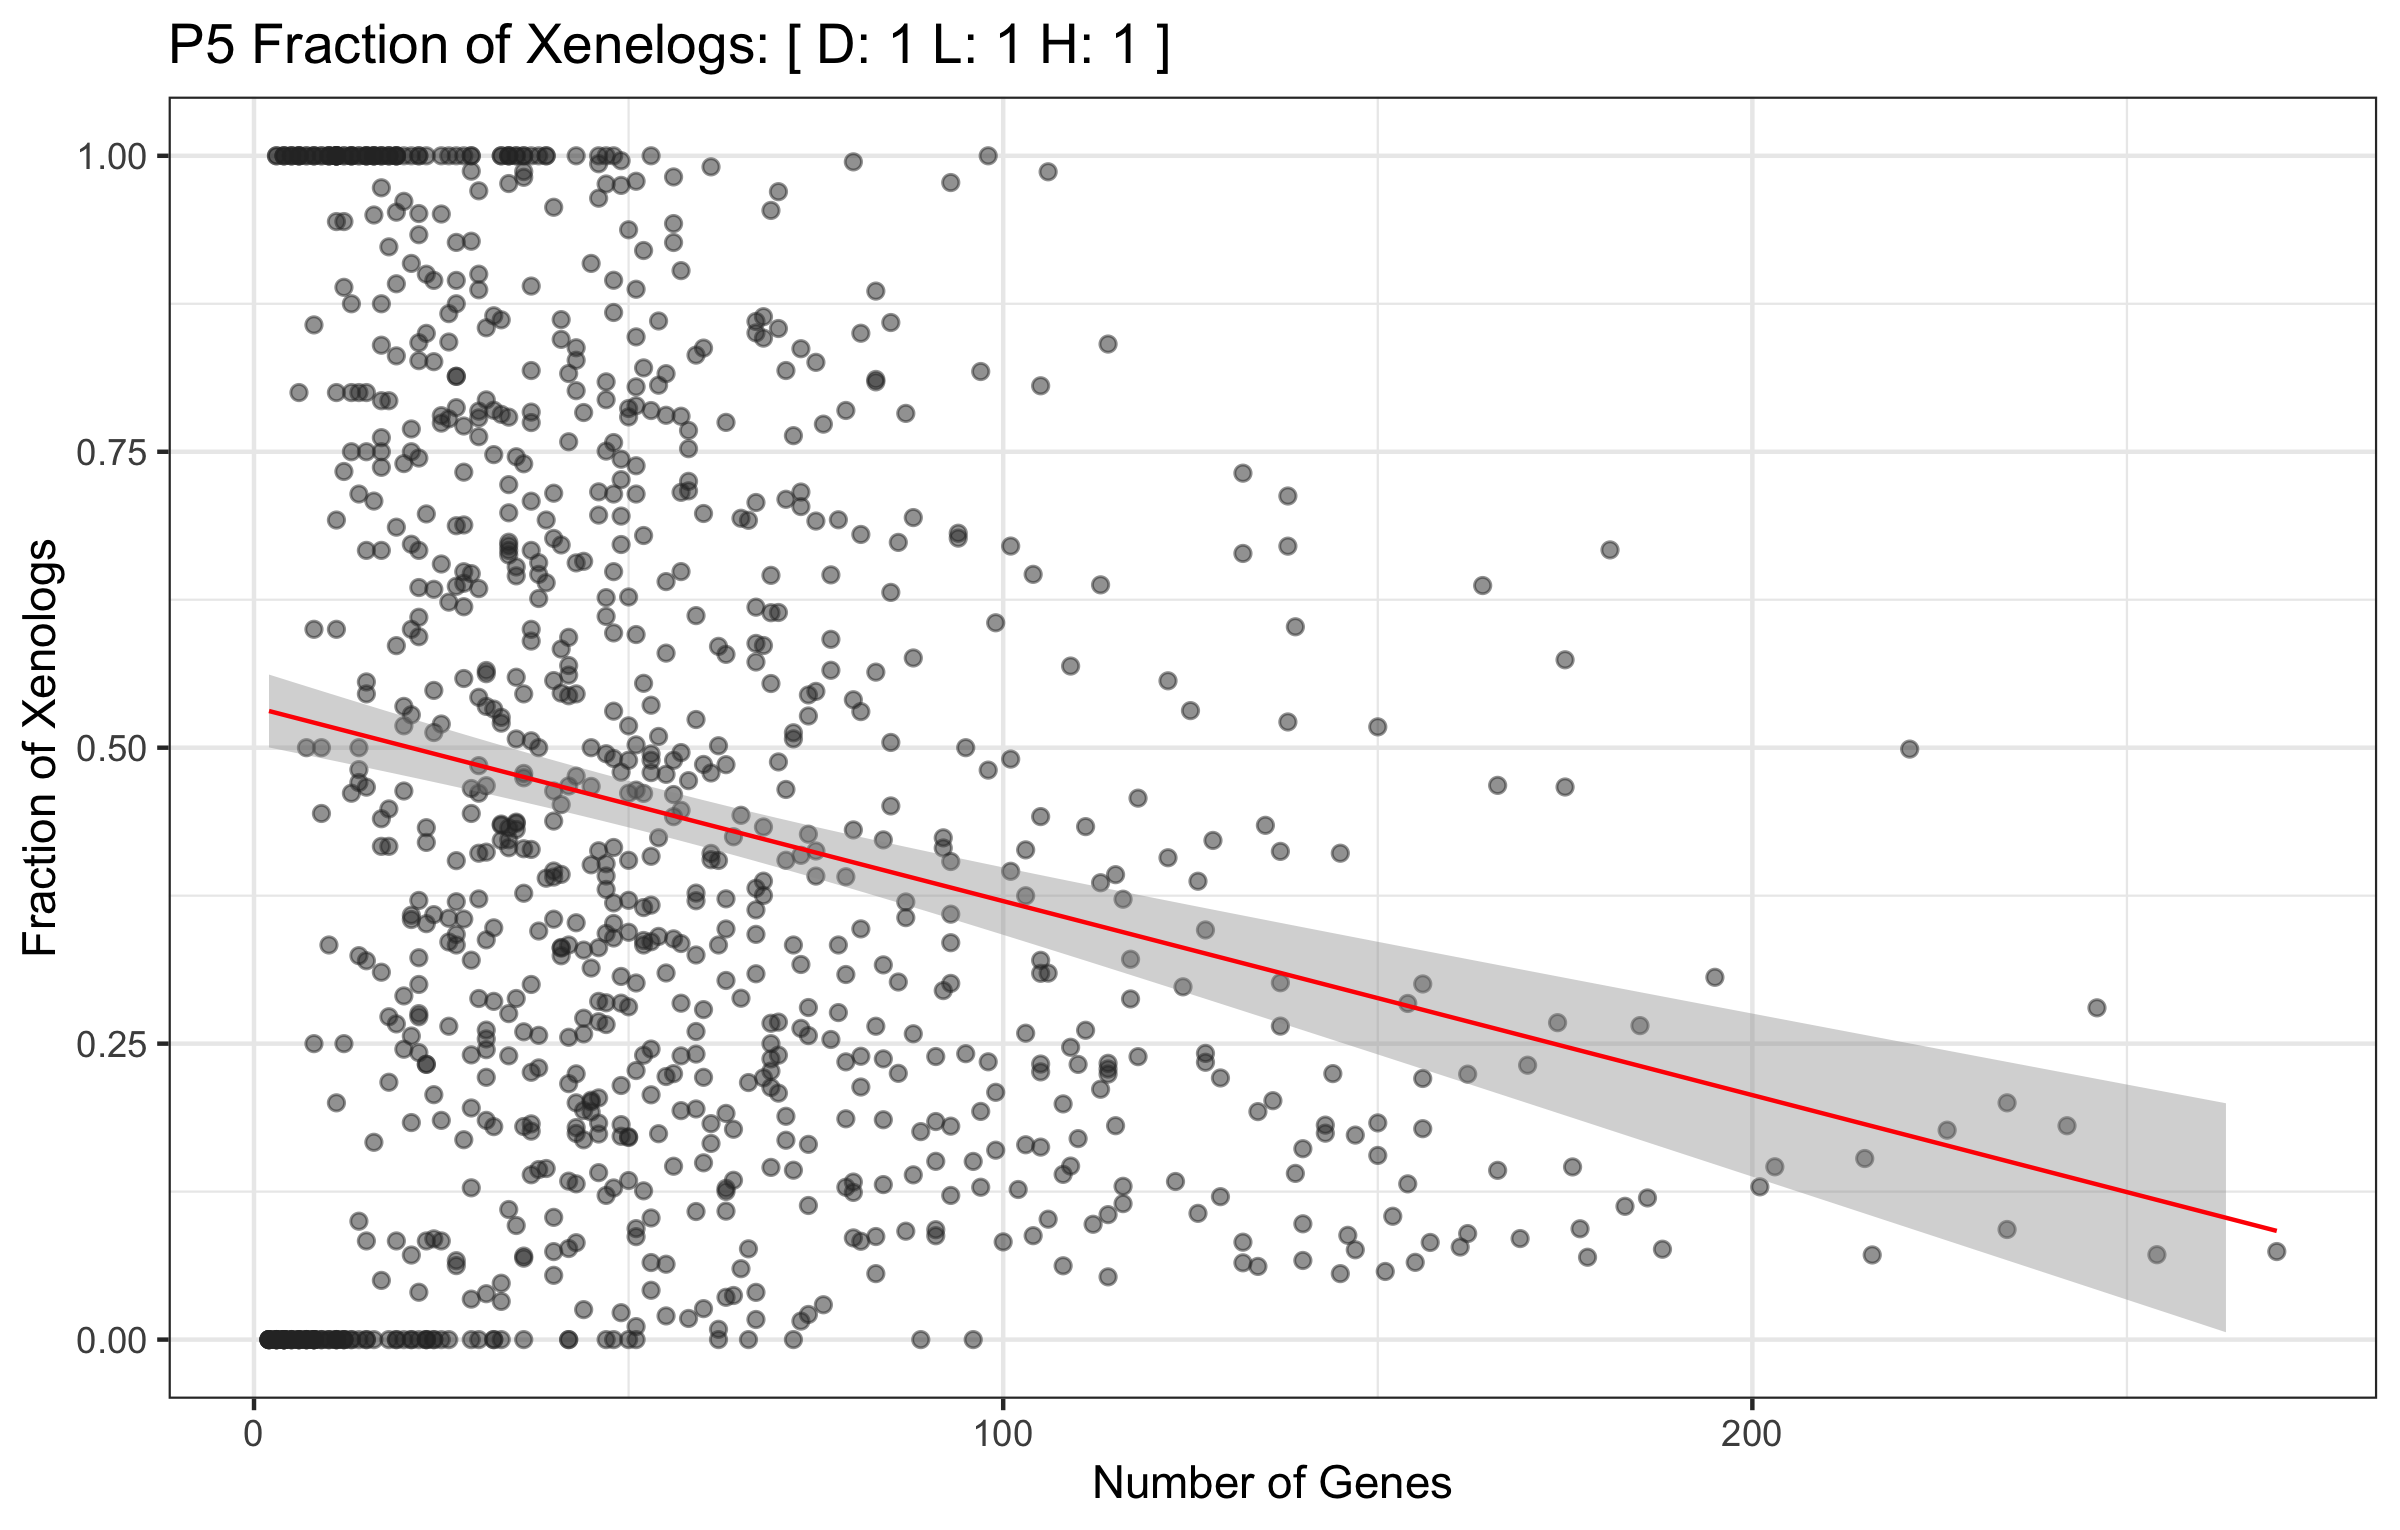 P5 Fraction of Xenelogs: [ D: 1 L: 1 H: 1 ]
Fraction of Xenologs
1.00
0.75
0.50
0.25
0.00
0
100
200
Number of Genes